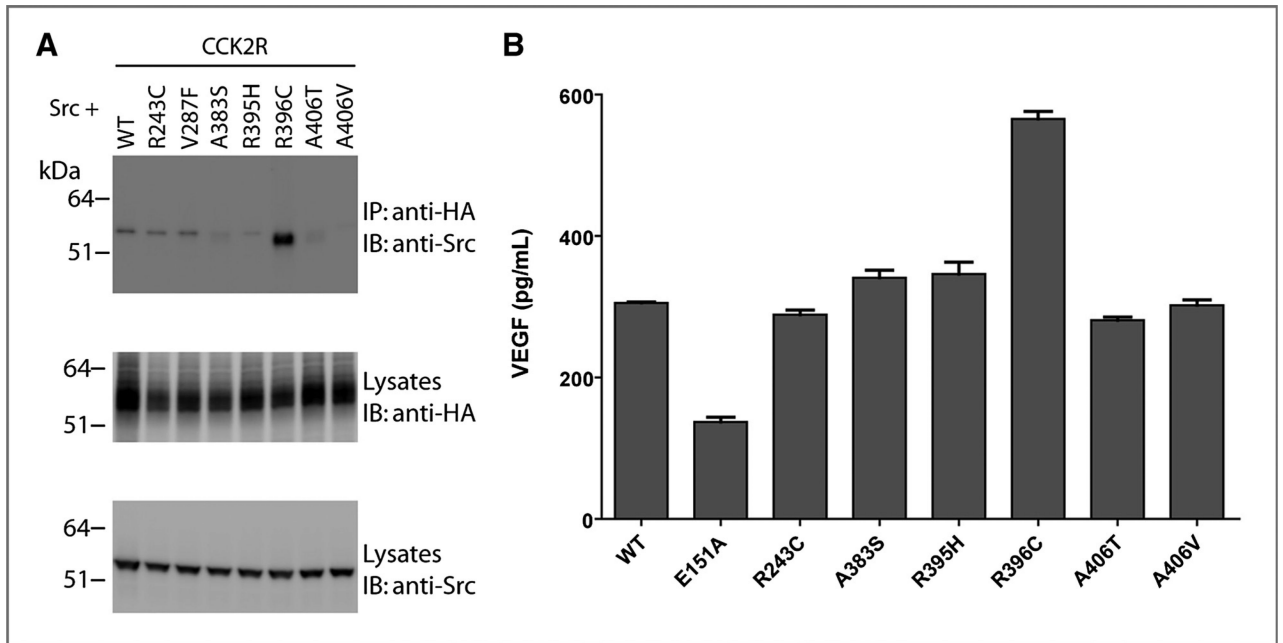 A
CCK2R
Src +
WT
R243C
V287F
A383S
R395H
R396C
A406T
A406V
kDa
64
51
IP: anti-HA
IB: anti-Src
64
51
Lysates
IB: anti-HA
64
51
Lysates
IB: anti-Src
B
VEGF (pg/mL)
600
400
200
0
WT
E151A
R243C
A383S
R395H
R396C
A406T
A406V